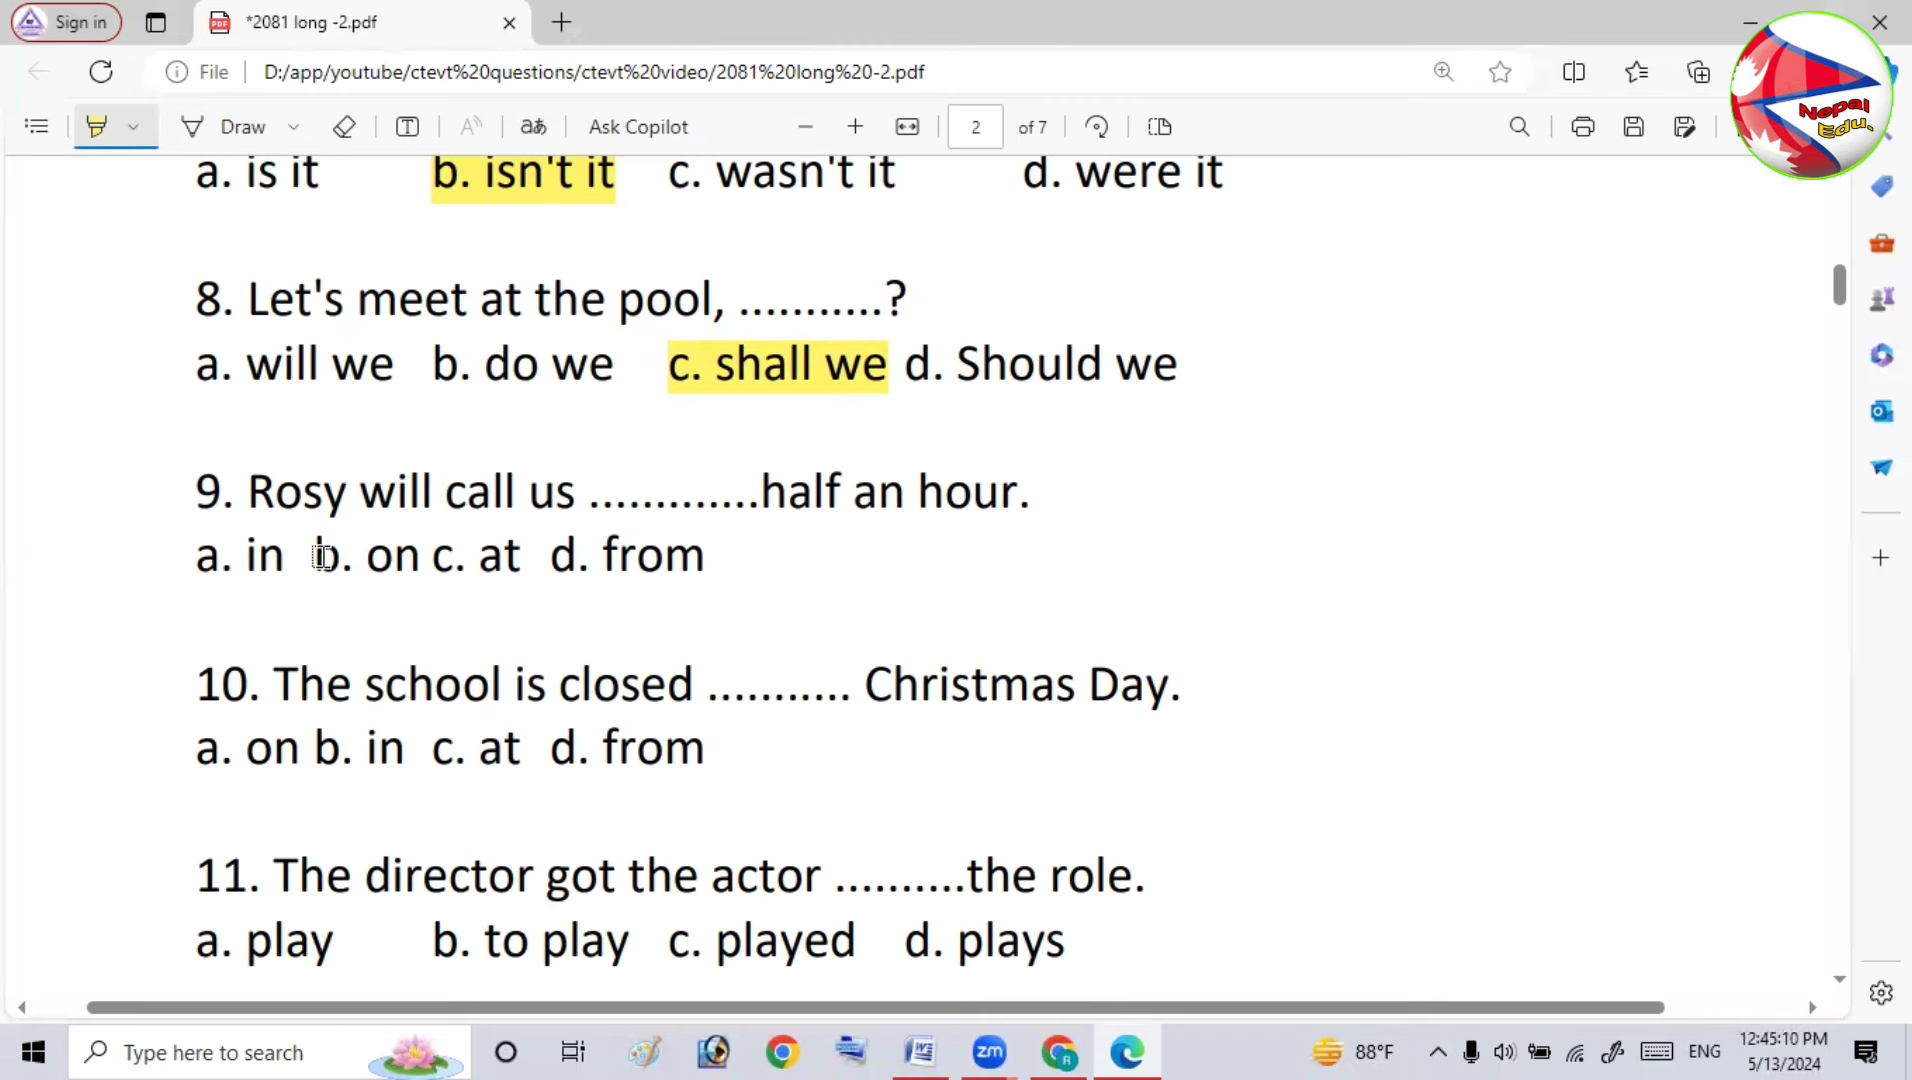 Sign in
*2081 long -2.pdf
File
D:/app/youtube/ctevt%20questions/ctevt%20video/2081%20long%20-2.pdf
Nepal
Edu.
Draw
Ask Copilot
2
of 7
a. is it b. isn't it c. wasn't it d. were it
8. Let's meet at the pool, ...........?
a. will we b. do we c. shall we d. Should we
9. Rosy will call us .............half an hour.
a. in b. on c. at d. from
10. The school is closed ........... Christmas Day.
a. on b. in c. at d. from
11. The director got the actor ..........the role.
a. play b. to play c. played d. plays
Type here to search
zm
R
88°F
ENG
12:45:10 PM
5/13/2024